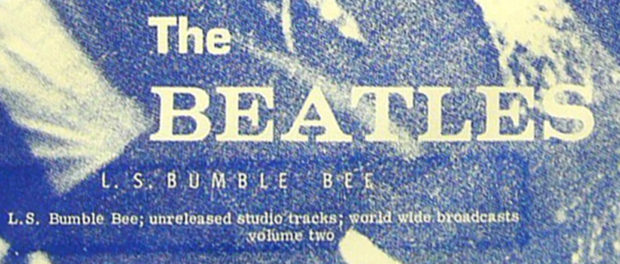 The
BEATLES
L.S. BUMBLE BEE
L.S. Bumble Bee; unreleased studio tracks; world wide broadcasts
volume two